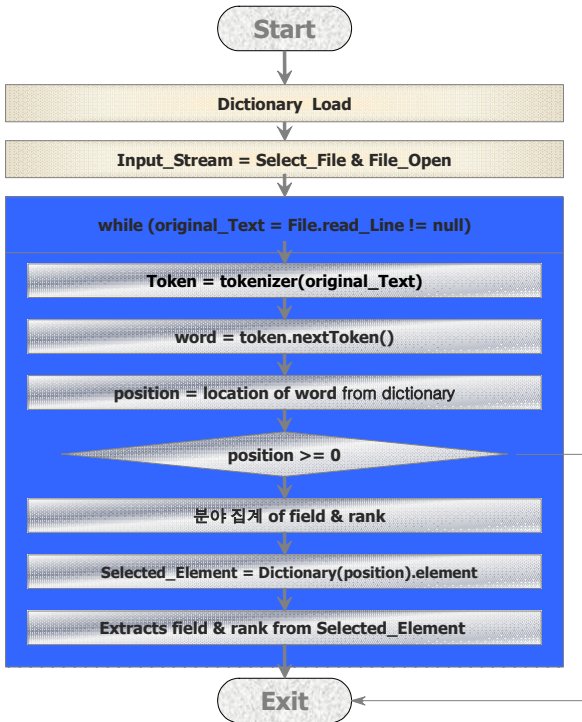 Start
Dictionary Load
Input_Stream = Select_File & File_Open
while (original_Text = File.read_Line != null)
Token = tokenizer(original_Text)
word = token.nextToken()
position = location of word from dictionary
position >= 0
분야 집계 of field & rank
Selected_Element = Dictionary(position).element
Extracts field & rank from Selected_Element
Exit